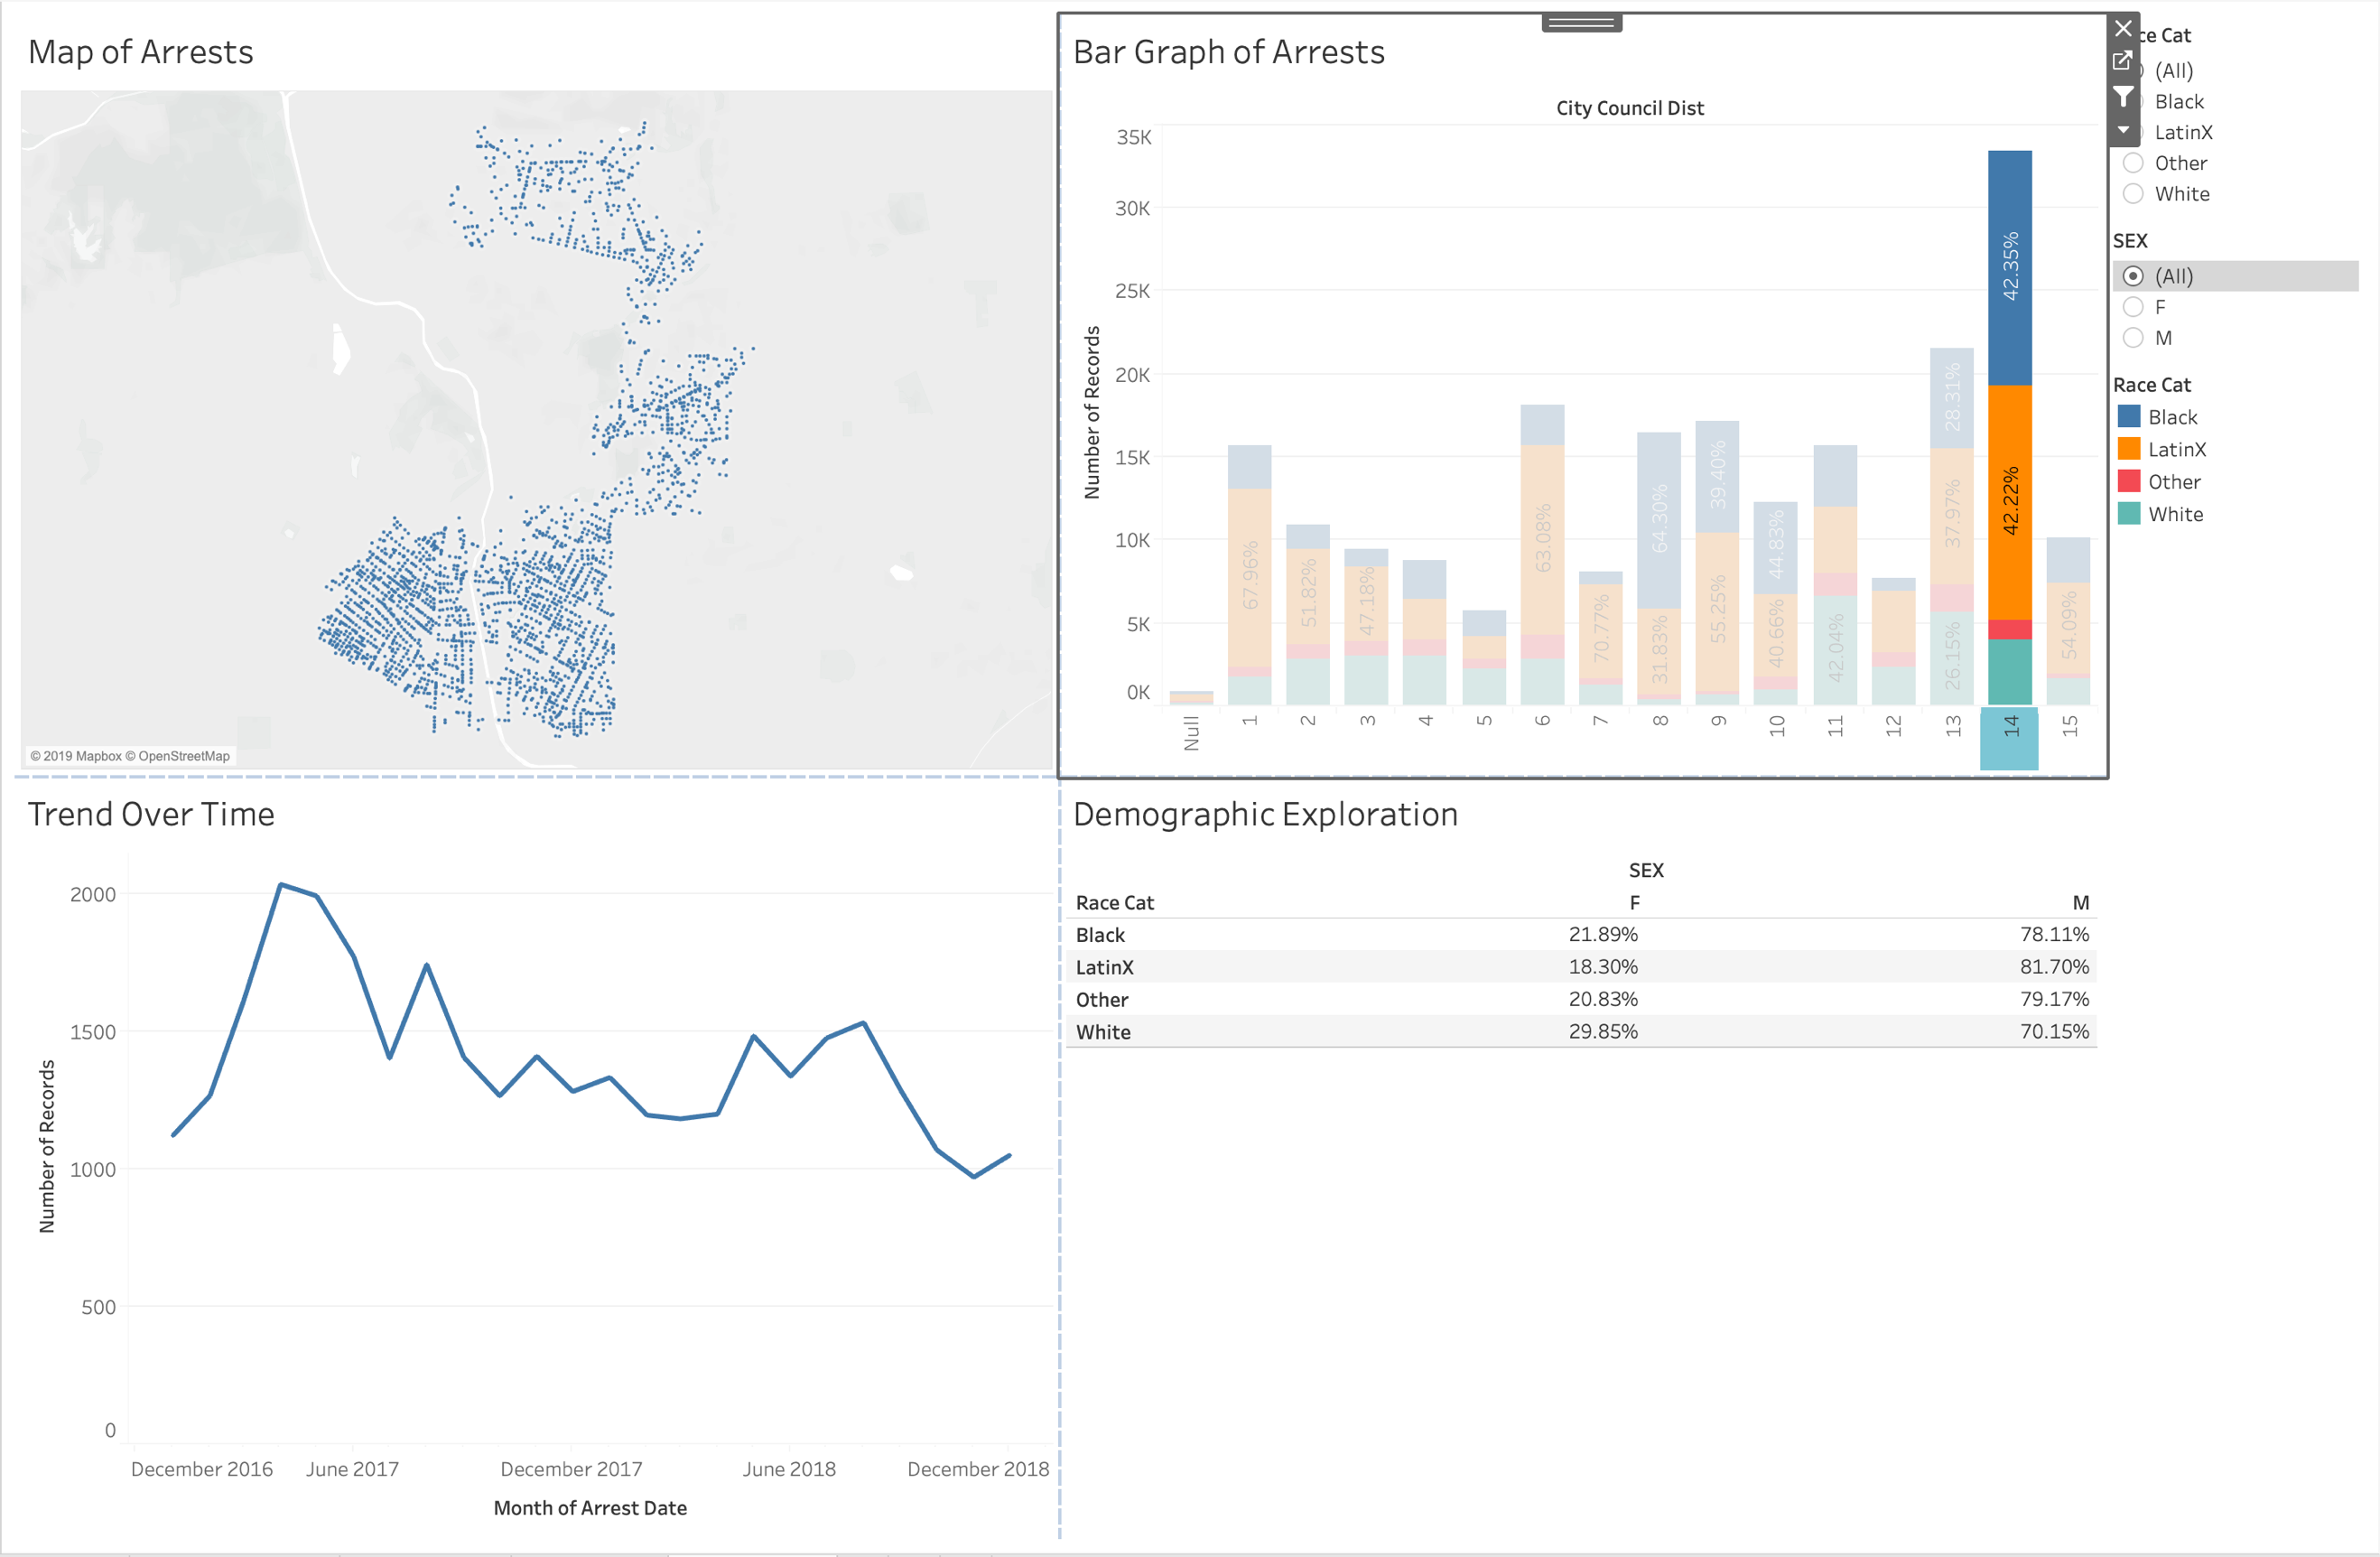 Map of Arrests
© 2019 Mapbox © OpenStreetMap
Bar Graph of Arrests
City Council Dist
Number of Records
35K
30K
25K
20K
15K
10K
5K
0K
67.96%
51.82%
47.18%
63.08%
70.77%
64.30%
31.83%
39.40%
55.25%
44.83%
40.66%
42.04%
28.31%
37.97%
26.15%
42.35%
42.22%
54.09%
Null 1 2 3 4 5 6 7 8 9 10 11 12 13 14 15
ce Cat
(All)
Black
LatinX
Other
White
SEX
(All)
F
M
Race Cat
Black
LatinX
Other
White
Trend Over Time
Number of Records
2000
1500
1000
500
0
December 2016 June 2017 December 2017 June 2018 December 2018
Month of Arrest Date
Demographic Exploration
SEX
Race Cat F M
Black 21.89% 78.11%
LatinX 18.30% 81.70%
Other 20.83% 79.17%
White 29.85% 70.15%